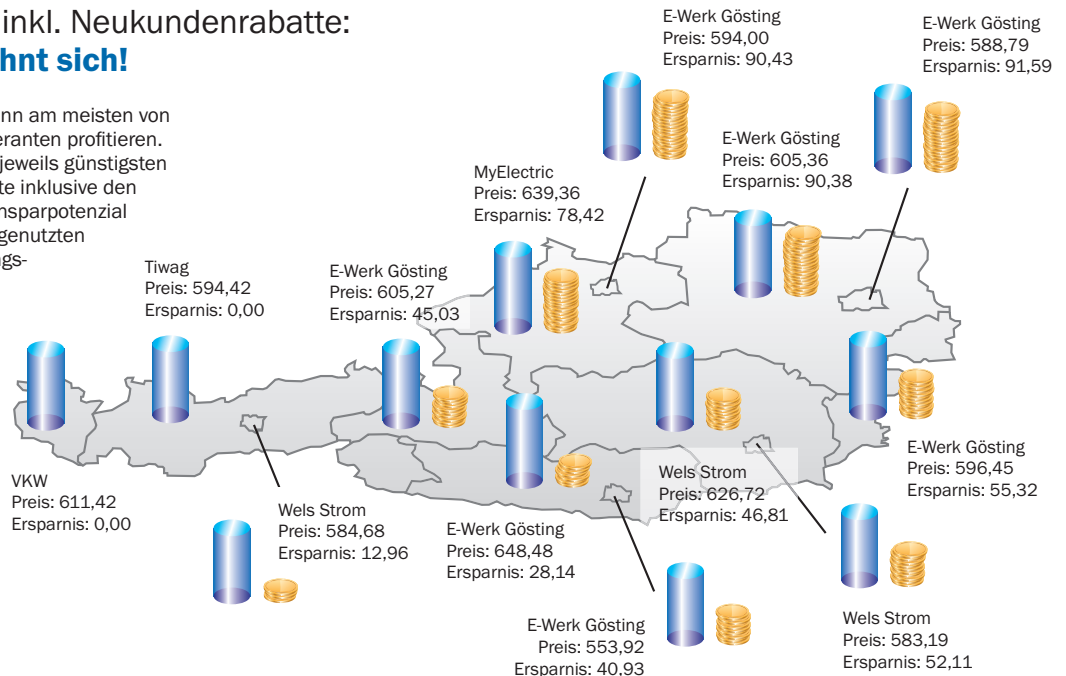 inkl. Neukundenrabatte:
hnt sich!
nn am meisten von
eranten profitieren.
jeweils günstigsten
te inklusive den
nsparpotenzial
genutzten
gs-
E-Werk Gösting
Preis: 594,00
Ersparnis: 90,43
E-Werk Gösting
Preis: 588,79
Ersparnis: 91,59
E-Werk Gösting
Preis: 605,36
Ersparnis: 90,38
MyElectric
Preis: 639,36
Ersparnis: 78,42
Tiwag
Preis: 594,42
Ersparnis: 0,00
E-Werk Gösting
Preis: 605,27
Ersparnis: 45,03
VKW
Preis: 611,42
Ersparnis: 0,00
Wels Strom
Preis: 584,68
Ersparnis: 12,96
E-Werk Gösting
Preis: 648,48
Ersparnis: 28,14
Wels Strom
Preis: 626,72
Ersparnis: 46,81
E-Werk Gösting
Preis: 596,45
Ersparnis: 55,32
E-Werk Gösting
Preis: 553,92
Ersparnis: 40,93
Wels Strom
Preis: 583,19
Ersparnis: 52,11